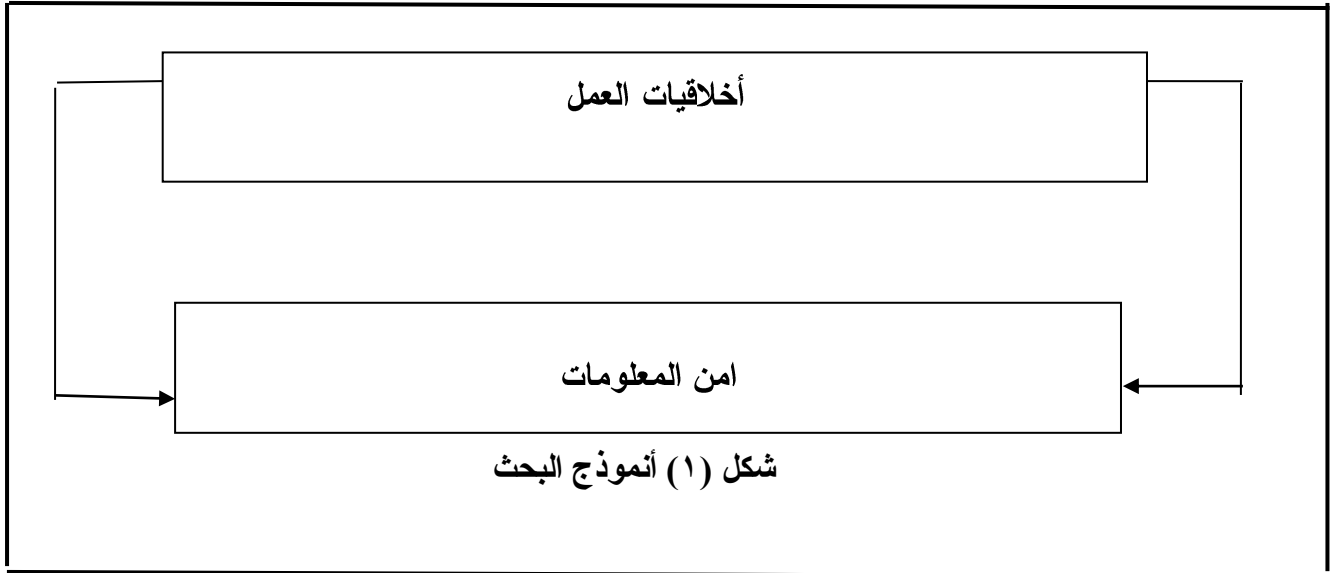 أخلاقيات العمل
امن المعلومات
شكل (١) أنموذج البحث